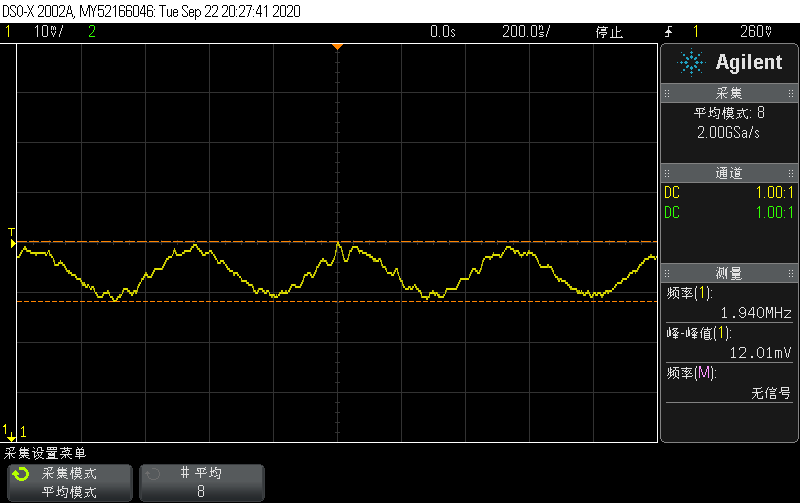 DSO-X 2002A, MY52166046: Tue Sep 22 20:27:41 2020
1 10mV/ 2 0.0s 200.0ns/ 停止 1 260mV
Agilent
采集
平均模式: 8
2.00GSa/s
通道
DC 1.00:1
DC 1.00:1
测量
频率(1):
1.940MHz
峰-峰值(1):
12.01mV
频率(M):
无信号
T
1 1
采集设置菜单
采集模式
平均模式
# 平均
8